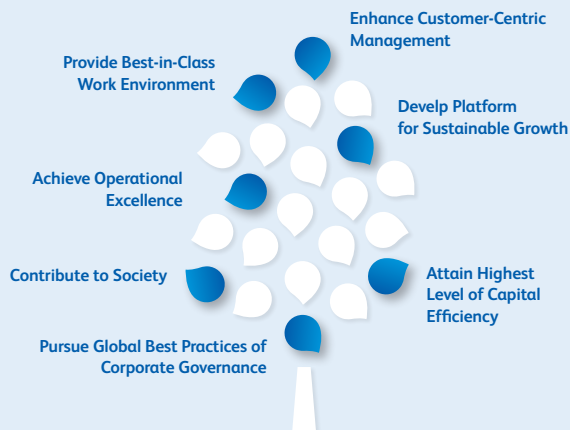 Enhance Customer-Centric
Management
Provide Best-in-Class
Work Environment
Develp Platform
for Sustainable Growth
Achieve Operational
Excellence
Contribute to Society
Attain Highest
Level of Capital
Efficiency
Pursue Global Best Practices of
Corporate Governance